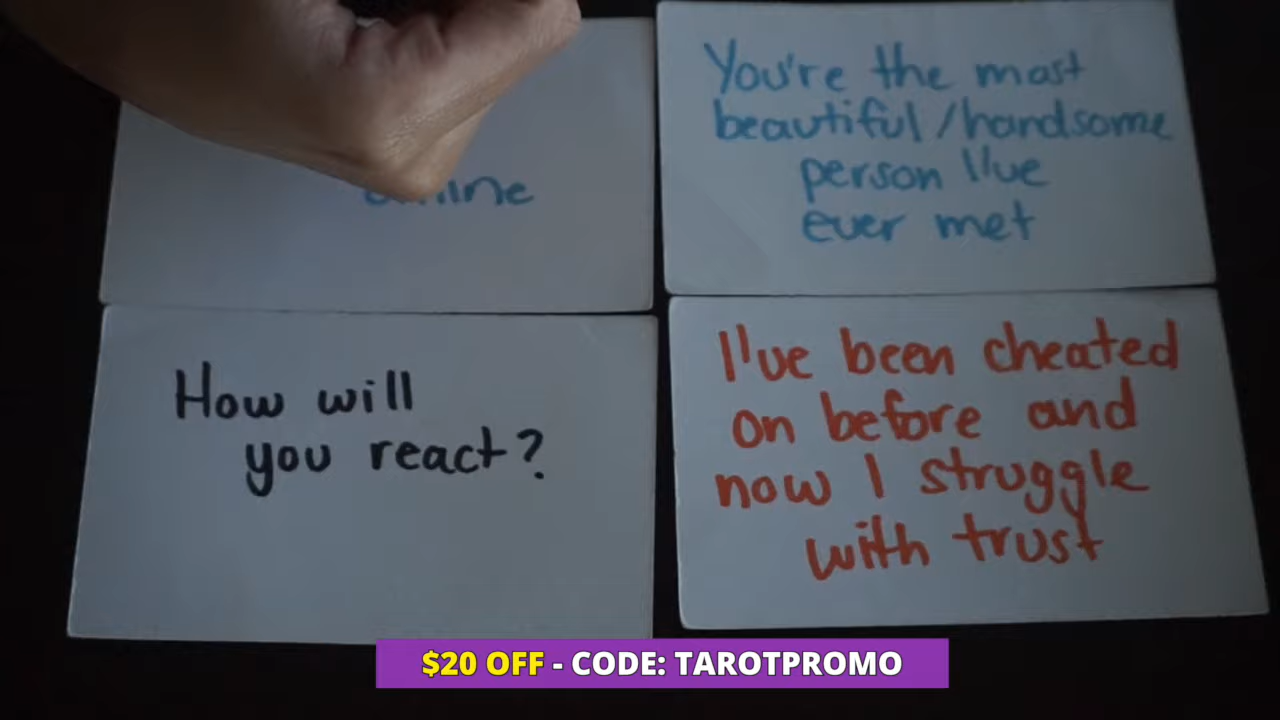 You're the most
beautiful/handsome
person I've
ever met
How will
you react?
I've been cheated
on before and
now I struggle
with trust
$20 OFF - CODE: TAROTPROMO